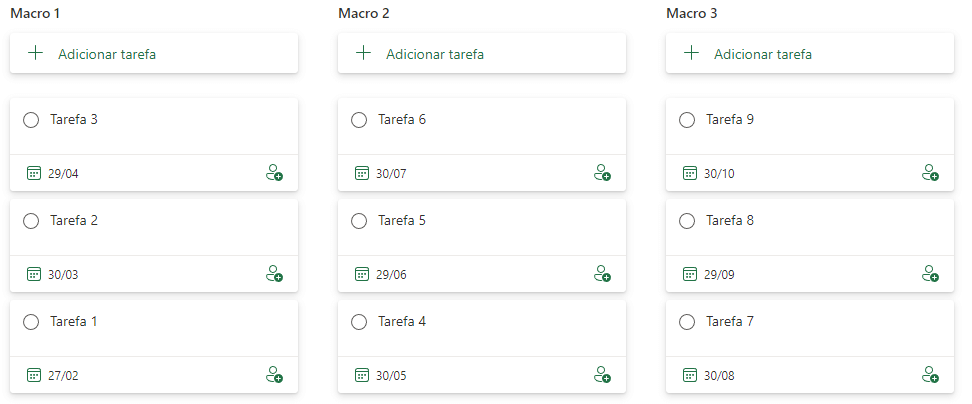 Macro 1
Adicionar tarefa
Tarefa 3
29/04
Tarefa 2
30/03
Tarefa 1
27/02
Macro 2
Adicionar tarefa
Tarefa 6
30/07
Tarefa 5
29/06
Tarefa 4
30/05
Macro 3
Adicionar tarefa
Tarefa 9
30/10
Tarefa 8
29/09
Tarefa 7
30/08